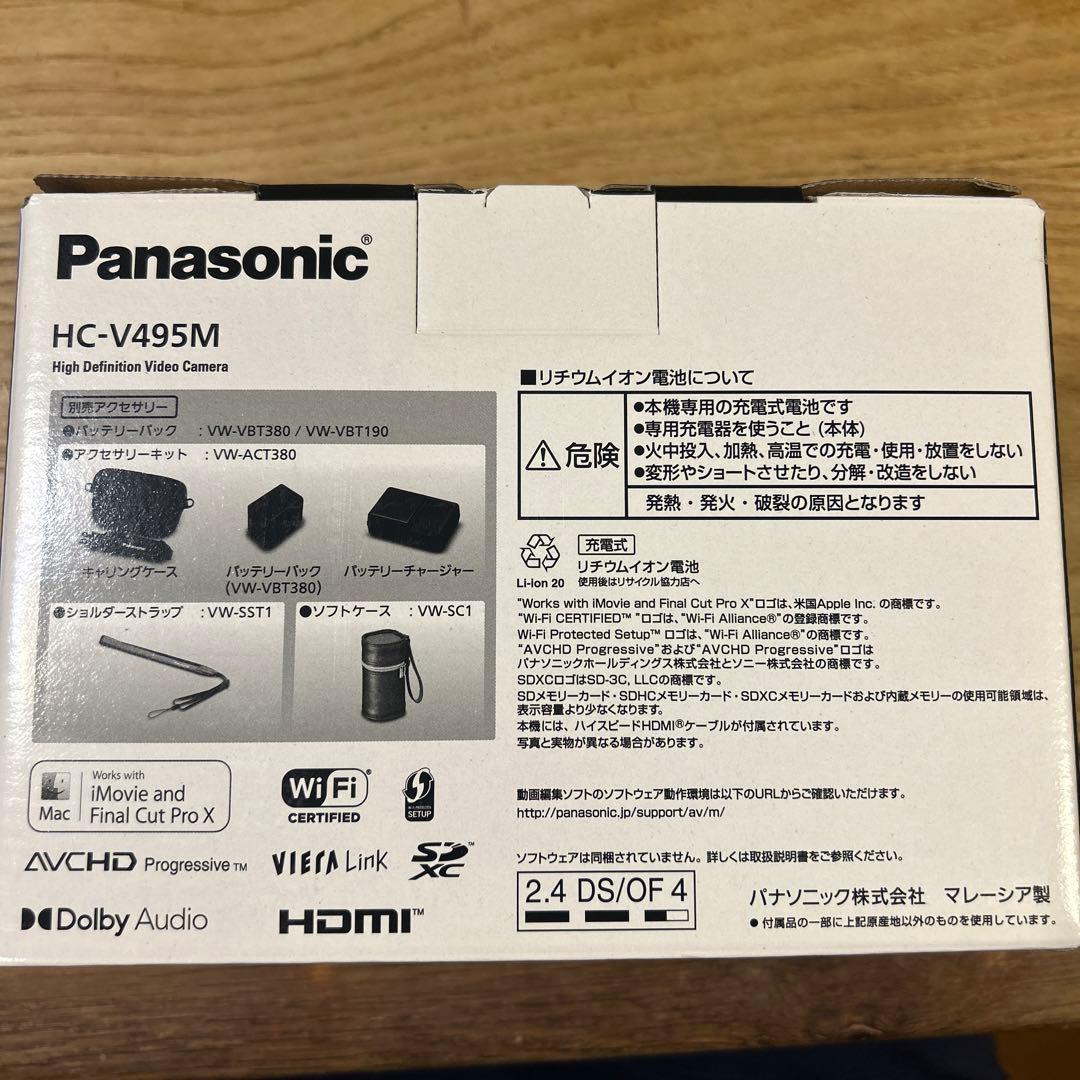 Panasonic®
HC-V495M
High Definition Video Camera
別売アクセサリー
●バッテリーパック : VW-VBT380 / VW-VBT190
●アクセサリーキット : VW-ACT380
キャリングケース
バッテリーパック
(VW-VBT380)
バッテリーチャージャー
●ショルダーストラップ : VW-SST1
●ソフトケース : VW-SC1
Mac
Works with
iMovie and
Final Cut Pro X
Wi Fi®
CERTIFIED
WI-FI PROTECTED
SETUP
AVCHD Progressive™
VIERA Link
SD XC™
Dolby Audio
HDMI™
■リチウムイオン電池について
⚠危険
●本機専用の充電式電池です
●専用充電器を使うこと (本体)
●火中投入、加熱、高温での充電・使用・放置をしない
●変形やショートさせたり、分解・改造をしない
発熱・発火・破裂の原因となります
Li-ion 20
充電式
リチウムイオン電池
使用後はリサイクル協力店へ
"Works with iMovie and Final Cut Pro X"ロゴは、米国Apple Inc. の商標です。
"Wi-Fi CERTIFIED™ "ロゴは、"Wi-Fi Alliance®"の登録商標です。
Wi-Fi Protected Setup™ ロゴは、"Wi-Fi Alliance®"の商標です。
"AVCHD Progressive"および"AVCHD Progressive"ロゴは
パナソニックホールディングス株式会社とソニー株式会社の商標です。
SDXCロゴはSD-3C, LLCの商標です。
SDメモリーカード・SDHCメモリーカード・SDXCメモリーカードおよび内蔵メモリーの使用可能領域は、
表示容量より少なくなります。
本機には、ハイスピードHDMI®ケーブルが付属されています。
写真と実物が異なる場合があります。
動画編集ソフトのソフトウェア動作環境は以下のURLからご確認いただけます。
http://panasonic.jp/support/av/m/
ソフトウェアは同梱されていません。詳しくは取扱説明書をご参照ください。
2.4 DS/OF 4
パナソニック株式会社 マレーシア製
●付属品の一部に上記原産地以外のものを使用しています。